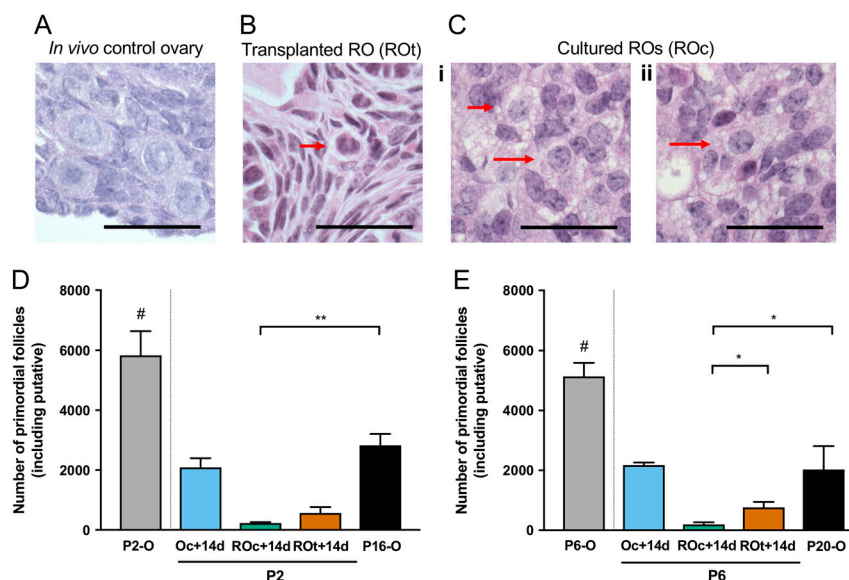 A
In vivo control ovary
B
Transplanted RO (ROt)
C
Cultured ROs (ROc)
i
ii
D
Number of primordial follicles
(including putative)
8000
6000
4000
2000
0
#
**
P2-O
Oc+14d
ROc+14d
ROt+14d
P16-O
P2
E
Number of primordial follicles
(including putative)
8000
6000
4000
2000
0
#
*
*
P6-O
Oc+14d
ROc+14d
ROt+14d
P20-O
P6